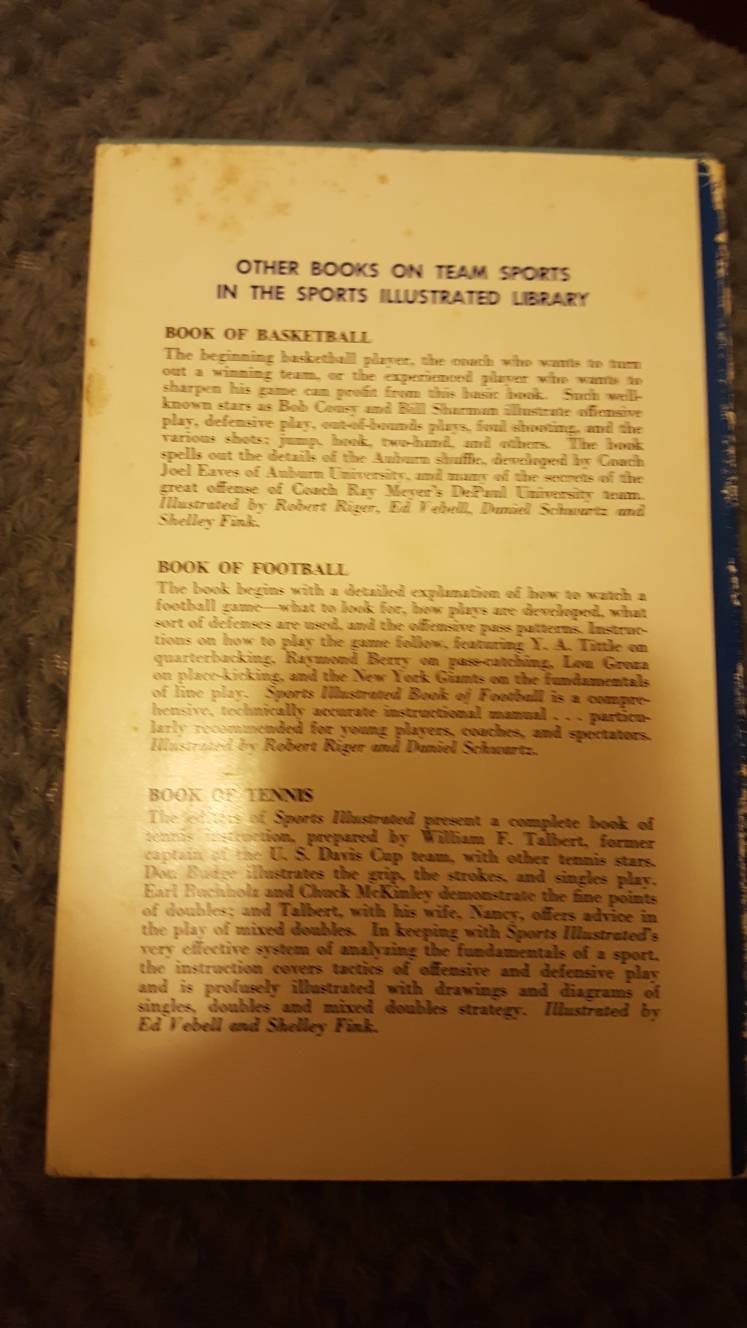 OTHER BOOKS ON TEAM SPORTS
IN THE SPORTS ILLUSTRATED LIBRARY
BOOK OF BASKETBALL
The beginning basketball player, the coach who wants to turn
out a winning team, or the experienced player who wants to
sharpen his game can profit from this basic book. Such well-
known stars as Bob Cousy and Bill Sharman illustrate offensive
play, defensive play, out-of-bounds plays, foul shooting, and the
various shots: jump, hook, two-hand, and others. The book
spells out the details of the Auburn shuffle, developed by Coach
Joel Eaves of Auburn University, and many of the secrets of the
great offense of Coach Ray Meyer's DePaul University team.
Illustrated by Robert Riger, Ed Vebell, Daniel Schwartz and
Shelley Fink.
BOOK OF FOOTBALL
The book begins with a detailed explanation of how to watch a
football game—what to look for, how plays are developed, what
sort of defenses are used, and the offensive pass patterns. Instruc-
tions on how to play the game follow, featuring Y. A. Tittle on
quarterbacking, Raymond Berry on pass-catching, Lou Groza
on place-kicking, and the New York Giants on the fundamentals
of line play. Sports Illustrated Book of Football is a compre-
hensive, technically accurate instructional manual . . . particu-
larly recommended for young players, coaches, and spectators.
Illustrated by Robert Riger and Daniel Schwartz.
BOOK OF TENNIS
The editors of Sports Illustrated present a complete book of
tennis instruction, prepared by William F. Talbert, former
captain of the U. S. Davis Cup team, with other tennis stars.
Don Budge illustrates the grip, the strokes, and singles play.
Earl Buchholz and Chuck McKinley demonstrate the fine points
of doubles; and Talbert, with his wife, Nancy, offers advice in
the play of mixed doubles. In keeping with Sports Illustrated's
very effective system of analyzing the fundamentals of a sport,
the instruction covers tactics of offensive and defensive play
and is profusely illustrated with drawings and diagrams of
singles, doubles and mixed doubles strategy. Illustrated by
Ed Vebell and Shelley Fink.